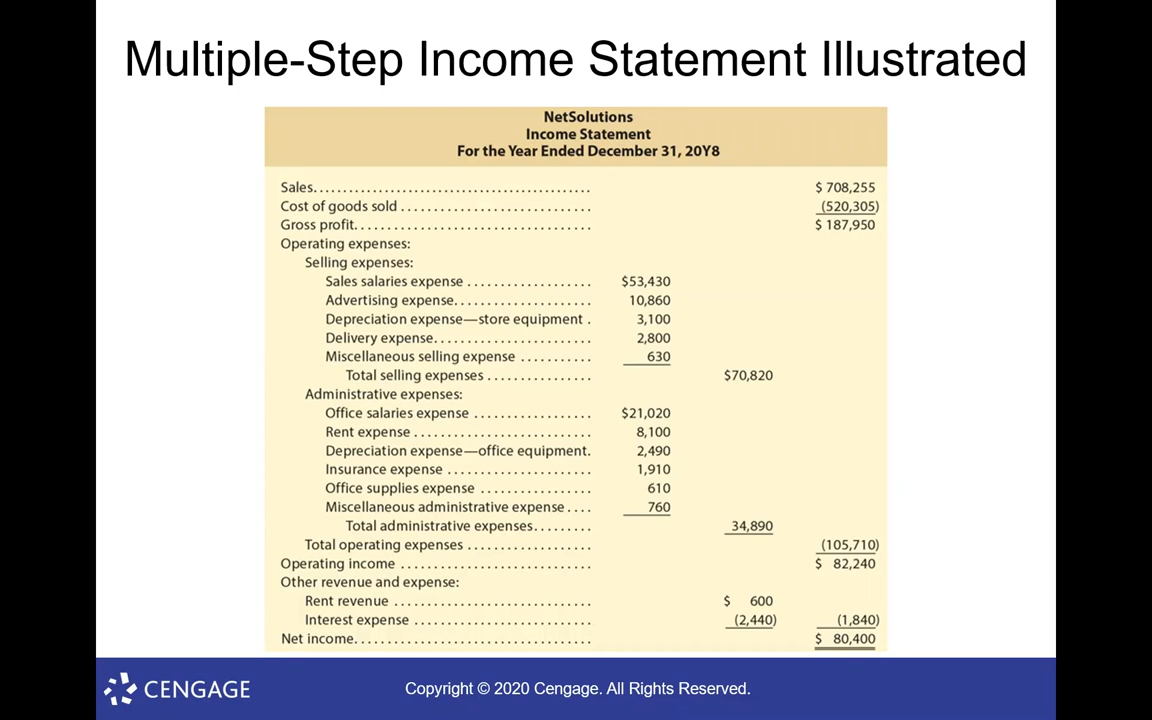 Multiple-Step Income Statement Illustrated
NetSolutions
Income Statement
For the Year Ended December 31, 20Y8
Sales............................................. $ 708,255
Cost of goods sold ............................. (520,305)
Gross profit.................................... $ 187,950
Operating expenses:
Selling expenses:
Sales salaries expense ................... $53,430
Advertising expense..................... 10,860
Depreciation expense—store equipment . 3,100
Delivery expense........................ 2,800
Miscellaneous selling expense ........... 630
Total selling expenses ................ $70,820
Administrative expenses:
Office salaries expense .................. $21,020
Rent expense ........................... 8,100
Depreciation expense—office equipment. 2,490
Insurance expense ...................... 1,910
Office supplies expense ................. 610
Miscellaneous administrative expense .... 760
Total administrative expenses......... 34,890
Total operating expenses ................... (105,710)
Operating income ............................. $ 82,240
Other revenue and expense:
Rent revenue .............................. $ 600
Interest expense ........................... (2,440) (1,840)
Net income.................................... $ 80,400
CENGAGE
Copyright © 2020 Cengage. All Rights Reserved.